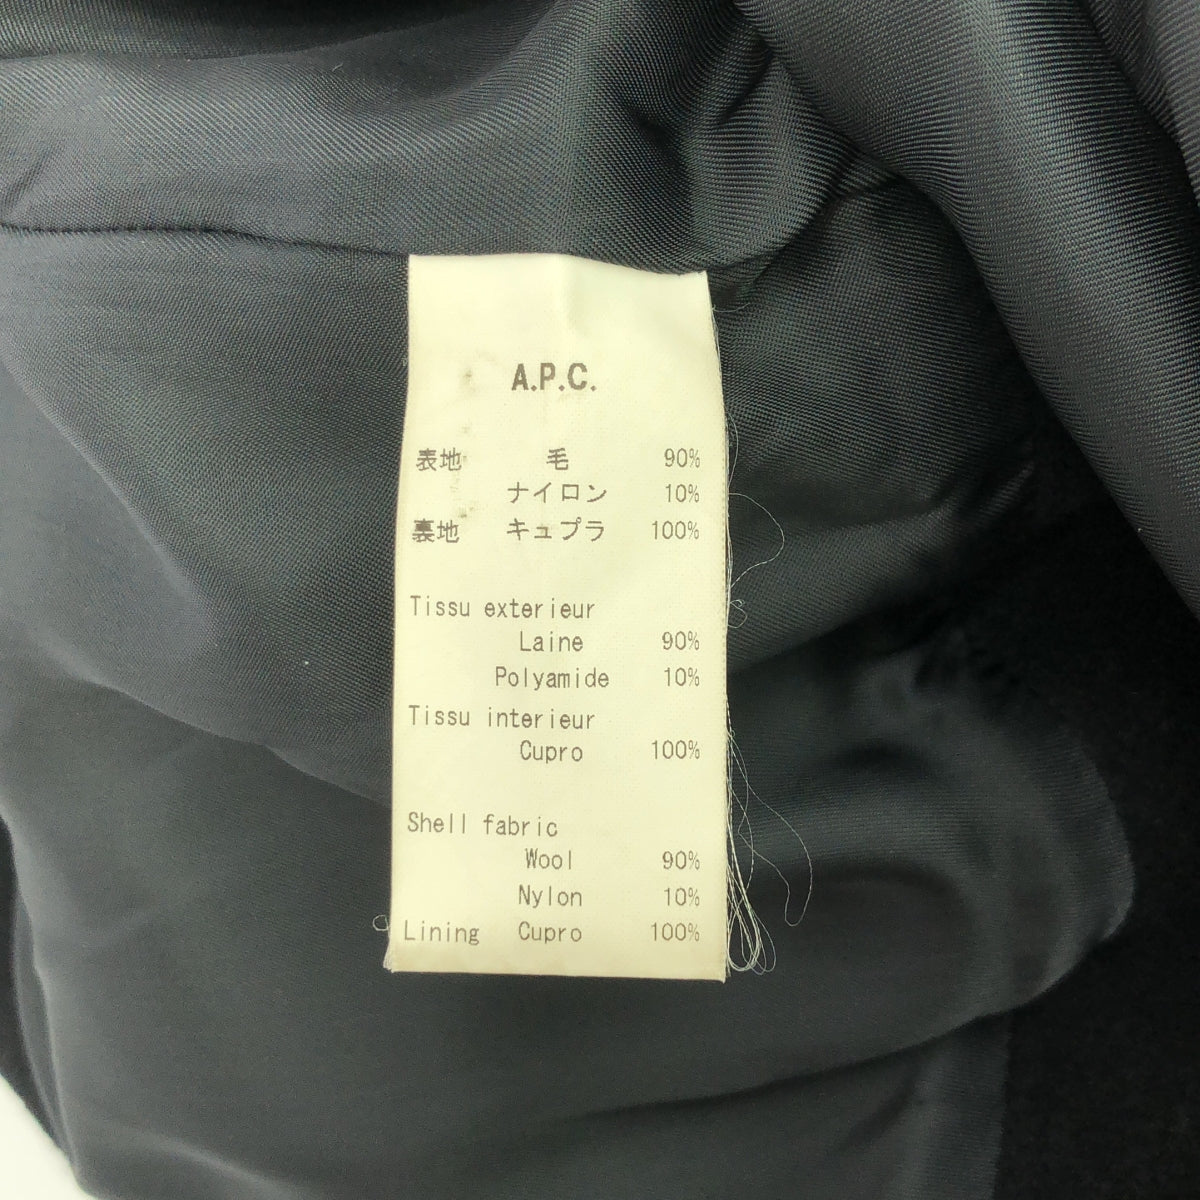 A.P.C.
表地 毛 90%
ナイロン 10%
裏地 キュプラ 100%
Tissu exterieur
Laine 90%
Polyamide 10%
Tissu interieur
Cupro 100%
Shell fabric
Wool 90%
Nylon 10%
Lining Cupro 100%